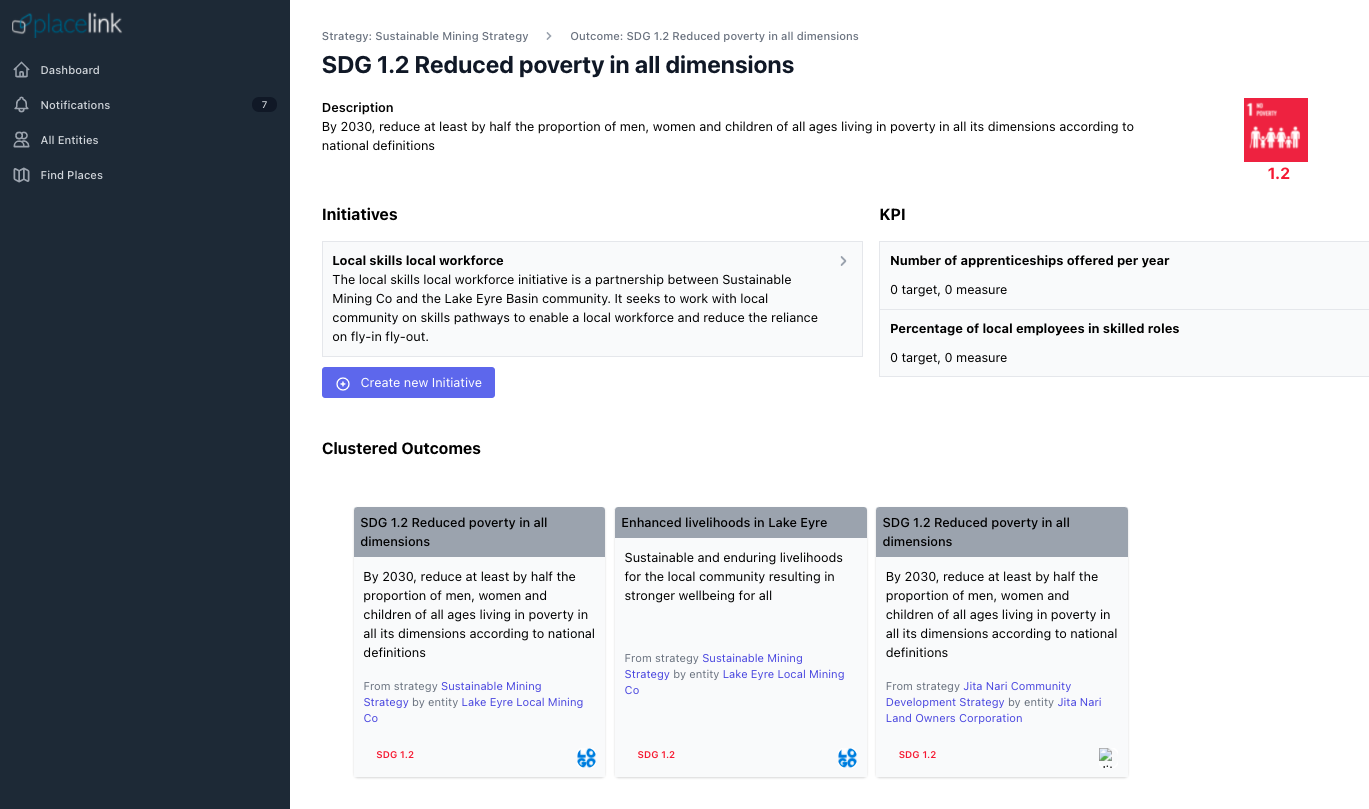 placelink
Dashboard
Notifications
7
All Entities
Find Places
Strategy: Sustainable Mining Strategy
Outcome: SDG 1.2 Reduced poverty in all dimensions
SDG 1.2 Reduced poverty in all dimensions
Description
By 2030, reduce at least by half the proportion of men, women and children of all ages living in poverty in all its dimensions according to
national definitions
1 NO
POVERTY
1.2
Initiatives
Local skills local workforce
The local skills local workforce initiative is a partnership between Sustainable
Mining Co and the Lake Eyre Basin community. It seeks to work with local
community on skills pathways to enable a local workforce and reduce the reliance
on fly-in fly-out.
Create new Initiative
KPI
Number of apprenticeships offered per year
0 target, 0 measure
Percentage of local employees in skilled roles
0 target, 0 measure
Clustered Outcomes
SDG 1.2 Reduced poverty in all
dimensions
By 2030, reduce at least by half the
proportion of men, women and
children of all ages living in poverty in
all its dimensions according to national
definitions
From strategy Sustainable Mining
Strategy by entity Lake Eyre Local Mining
Co
SDG 1.2
LOGO
Enhanced livelihoods in Lake Eyre
Sustainable and enduring livelihoods
for the local community resulting in
stronger wellbeing for all
From strategy Sustainable Mining
Strategy by entity Lake Eyre Local Mining
Co
SDG 1.2
LOGO
SDG 1.2 Reduced poverty in all
dimensions
By 2030, reduce at least by half the
proportion of men, women and
children of all ages living in poverty in
all its dimensions according to national
definitions
From strategy Jita Nari Community
Development Strategy by entity Jita Nari
Land Owners Corporation
SDG 1.2